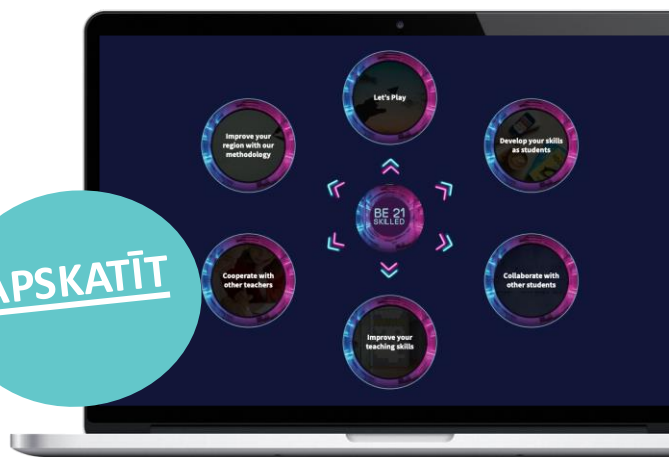 Let's Play
Improve your
region with our
methodology
Develop your skills
as students
BE 21
SKILLED
APSKATĪT
Cooperate with
other teachers
Collaborate with
other students
Improve your
teaching skills